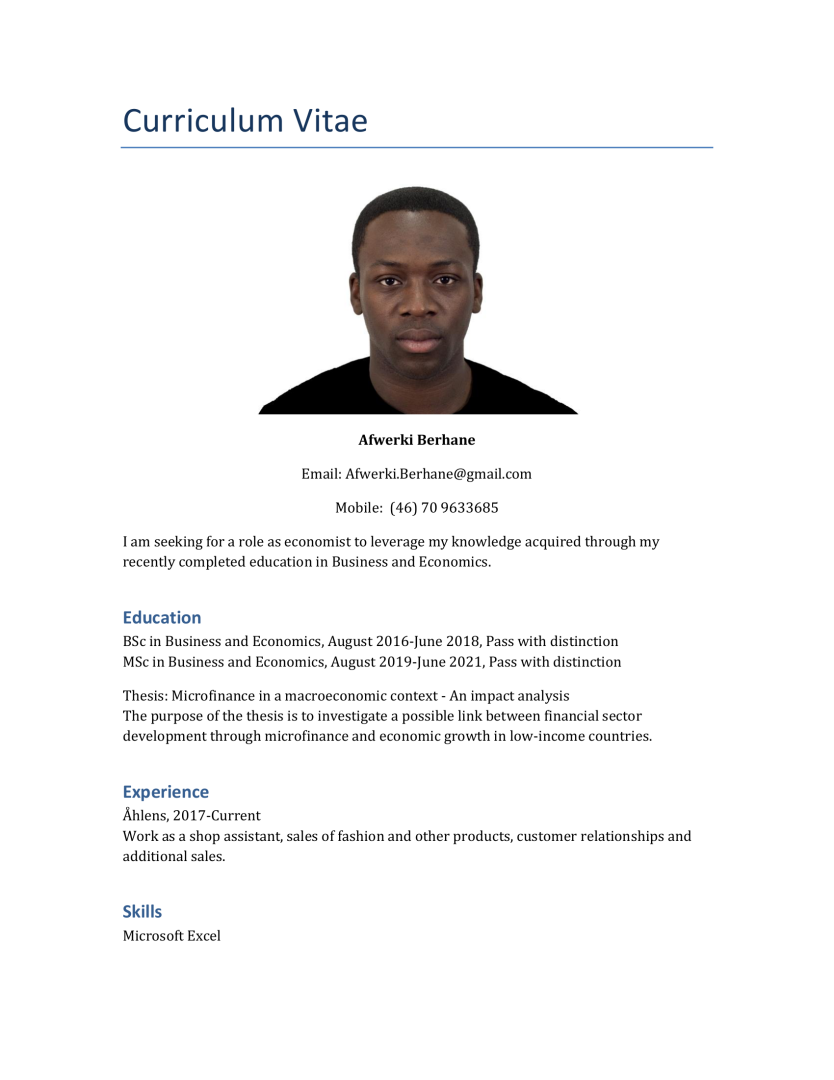 Curriculum Vitae
Afwerki Berhane
Email: Afwerki.Berhane@gmail.com
Mobile:  (46) 70 9633685
I am seeking for a role as economist to leverage my knowledge acquired through my
recently completed education in Business and Economics.
Education
BSc in Business and Economics, August 2016-June 2018, Pass with distinction
MSc in Business and Economics, August 2019-June 2021, Pass with distinction
Thesis: Microfinance in a macroeconomic context - An impact analysis
The purpose of the thesis is to investigate a possible link between financial sector
development through microfinance and economic growth in low-income countries.
Experience
Åhlens, 2017-Current
Work as a shop assistant, sales of fashion and other products, customer relationships and
additional sales.
Skills
Microsoft Excel